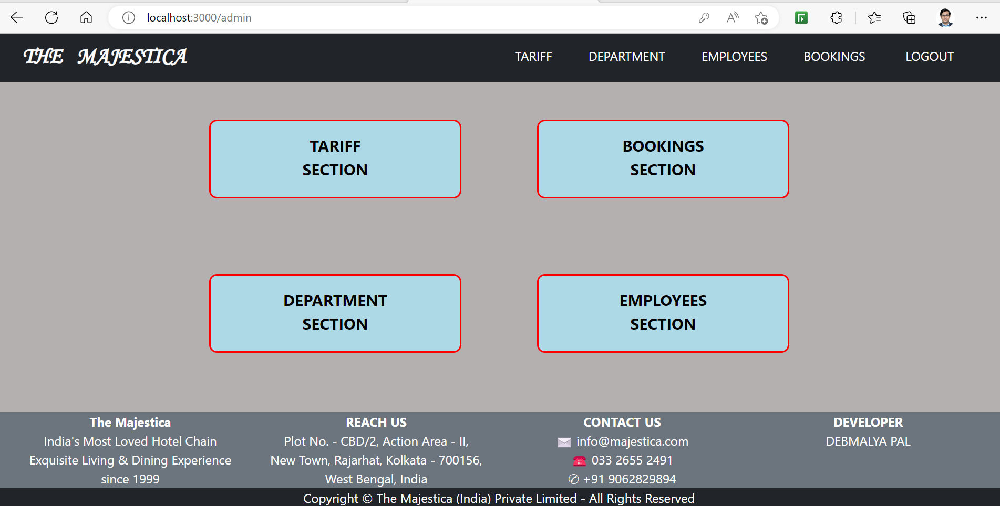 localhost:3000/admin
THE MAJESTICA
TARIFF DEPARTMENT EMPLOYEES BOOKINGS LOGOUT
TARIFF
SECTION
BOOKINGS
SECTION
DEPARTMENT
SECTION
EMPLOYEES
SECTION
The Majestica
India's Most Loved Hotel Chain
Exquisite Living & Dining Experience
since 1999
REACH US
Plot No. - CBD/2, Action Area - II,
New Town, Rajarhat, Kolkata - 700156,
West Bengal, India
CONTACT US
✉ info@majestica.com
☎ 033 2655 2491
✆ +91 9062829894
DEVELOPER
DEBMALYA PAL
Copyright © The Majestica (India) Private Limited - All Rights Reserved